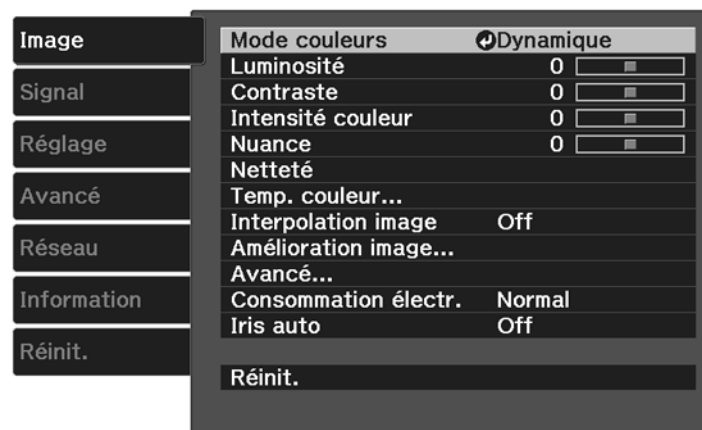 Image
Signal
Réglage
Avancé
Réseau
Information
Réinit.
Mode couleurs Dynamique
Luminosité 0
Contraste 0
Intensité couleur 0
Nuance 0
Netteté
Temp. couleur...
Interpolation image Off
Amélioration image...
Avancé...
Consommation électr. Normal
Iris auto Off
Réinit.